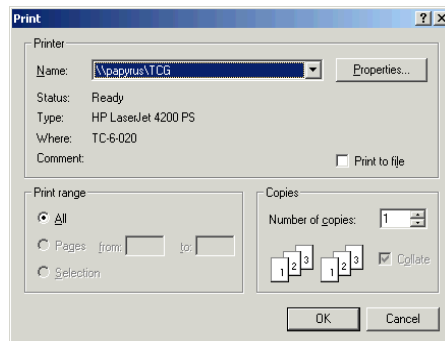 Print
Printer
Name: \\papyrus\TCG Properties...
Status: Ready
Type: HP LaserJet 4200 PS
Where: TC-6-020
Comment: Print to file
Print range
All
Pages from: to:
Selection
Copies
Number of copies: 1
1 2 3 1 2 3 Collate
OK Cancel